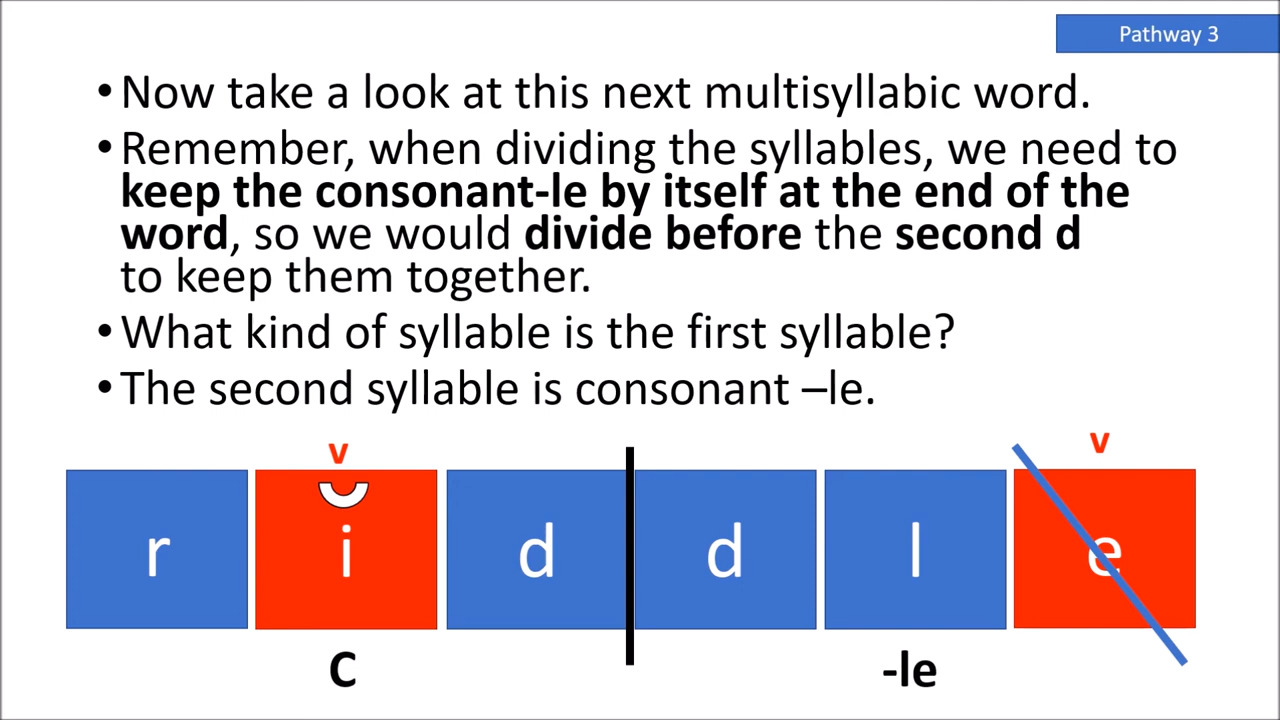 Pathway 3
•Now take a look at this next multisyllabic word.
•Remember, when dividing the syllables, we need to
keep the consonant-le by itself at the end of the
word, so we would divide before the second d
to keep them together.
•What kind of syllable is the first syllable?
•The second syllable is consonant –le.
v v
r i d d l e
C -le